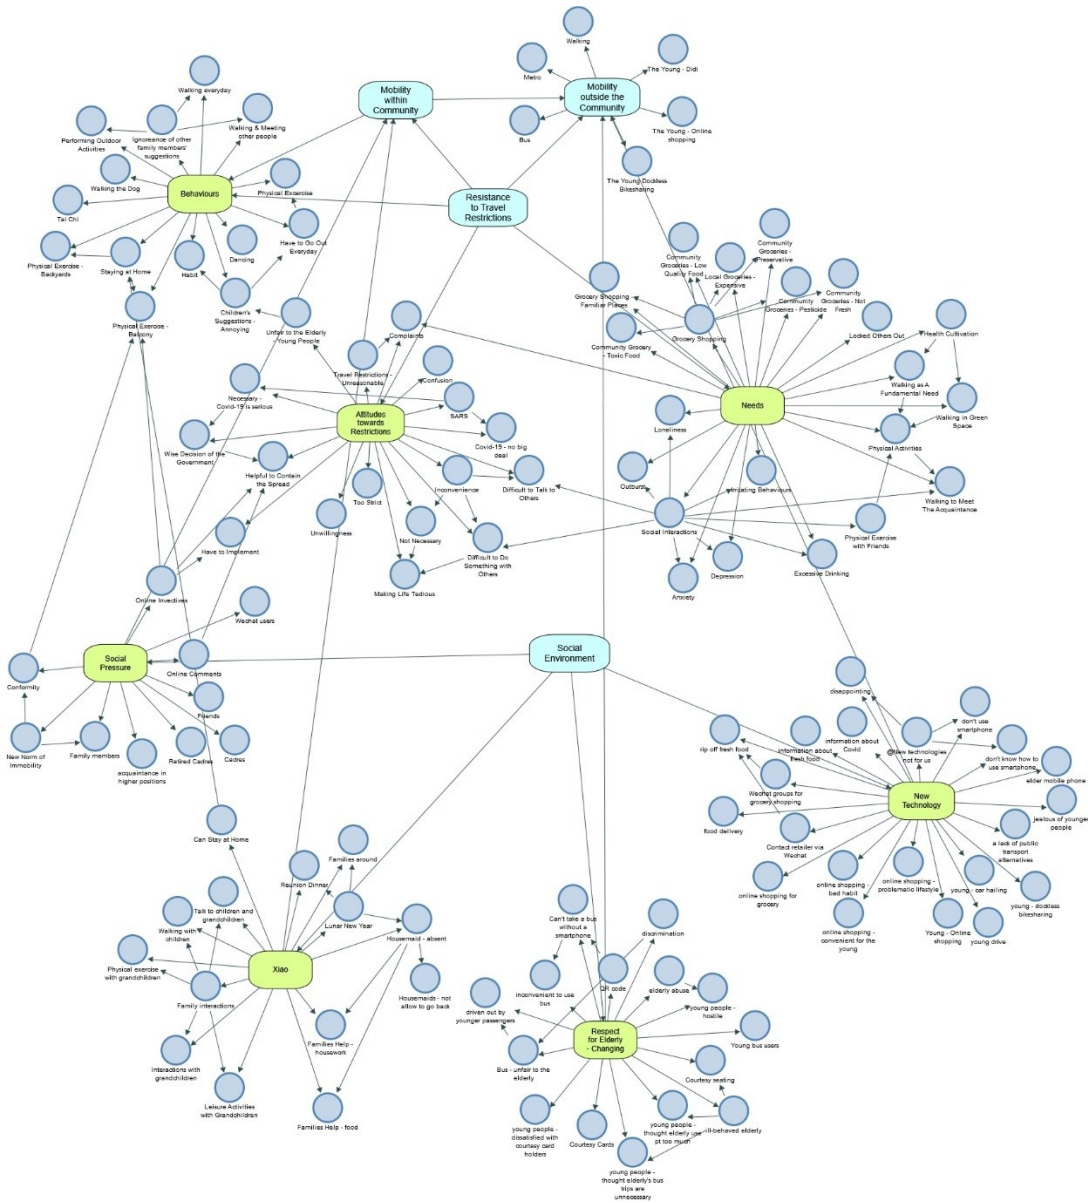 Walking
Metro
The Young - Didi
Mobility
within
Community
Mobility
outside the
Community
Bus
The Young - Online
shopping
The Young Dockless
Bikesharing
Walking everyday
Performing Outdoor
Activities
Ignoreance of other
family members'
suggestions
Walking & Meeting
other people
Walking the Dog
Behaviours
Physical Excercise
Tai Chi
Resistance
to Travel
Restrictions
Physical Exercise -
Backyards
Staying at Home
Habit
Dancing
Have to Go Out
Everyday
Physical Exercise -
Balcony
Children's
Suggestions -
Annoying
Unfair to the Elderly
- Young People
Community
Groceries - Low
Quality Food
Local Groceries -
Expensive
Community
Groceries -
Preservative
Grocery Shopping -
Familiar Places
Community
Groceries - Pesticide
Community
Groceries - Not
Fresh
Community Grocery
- Toxic Food
Grocery Shopping
Locked Others Out
Health Cultivation
Complaints
Travel Restrictions -
Unreasonable
Confusion
Necessary -
Covid-19 is serious
SARS
Attitudes
towards
Restrictions
Needs
Walking as A
Fundamental Need
Walking in Green
Space
Loneliness
Physical Activities
Wise Decision of the
Government
Covid-19 - no big
deal
Helpful to Contain
the Spread
Too Strict
Inconvenience
Difficult to Talk to
Others
Outburst
Irritating Behaviours
Walking to Meet
The Acquaintance
Unwillingness
Not Necessary
Difficult to Do
Something with
Others
Social Interactions
Physical Exercise
with Friends
Have to Implement
Making Life Tedious
Anxiety
Depression
Excessive Drinking
Online Invectives
Wechat users
Social
Pressure
Social
Environment
Conformity
Online Comments
Friends
New Norm of
Immobility
Family members
acquaintance in
higher positions
Retired Cadres
Cadres
disappointing
don't use
smartphone
rip off fresh food
information about
fresh food
information about
Covid
New technologies
not for us
don't know how to
use smartphone
elder mobile phone
Wechat groups for
grocery shopping
New
Technology
jealous of younger
people
food delivery
Contact retailer via
Wechat
a lack of public
transport
alternatives
online shopping for
grocery
online shopping -
bad habit
online shopping -
problematic lifestyle
young - car hailing
young - dockless
bikesharing
online shopping -
convenient for the
young
Young - Online
shopping
young drive
Can Stay at Home
Families around
Reunion Dinner
Lunar New Year
Talk to children and
grandchildren
Walking with
children
Housemaid - absent
Physical exercise
with grandchildren
Xiao
Family interactions
Housemaids - not
allow to go back
Interactions with
grandchildren
Families Help -
housework
Leisure Activities
with Grandchildren
Families Help - food
Can't take a bus
without a
smartphone
discrimination
QR code
inconvenient to use
bus
elderly abuse
driven out by
younger passengers
young people -
hostile
Respect
for Elderly
- Changing
Young bus users
Bus - unfair to the
elderly
Courtesy seating
young people -
dissatisfied with
courtesy card
holders
Courtesy Cards
young people -
thought elderly use
pt too much
ill-behaved elderly
young people -
thought elderly's bus
trips are
unnecessary